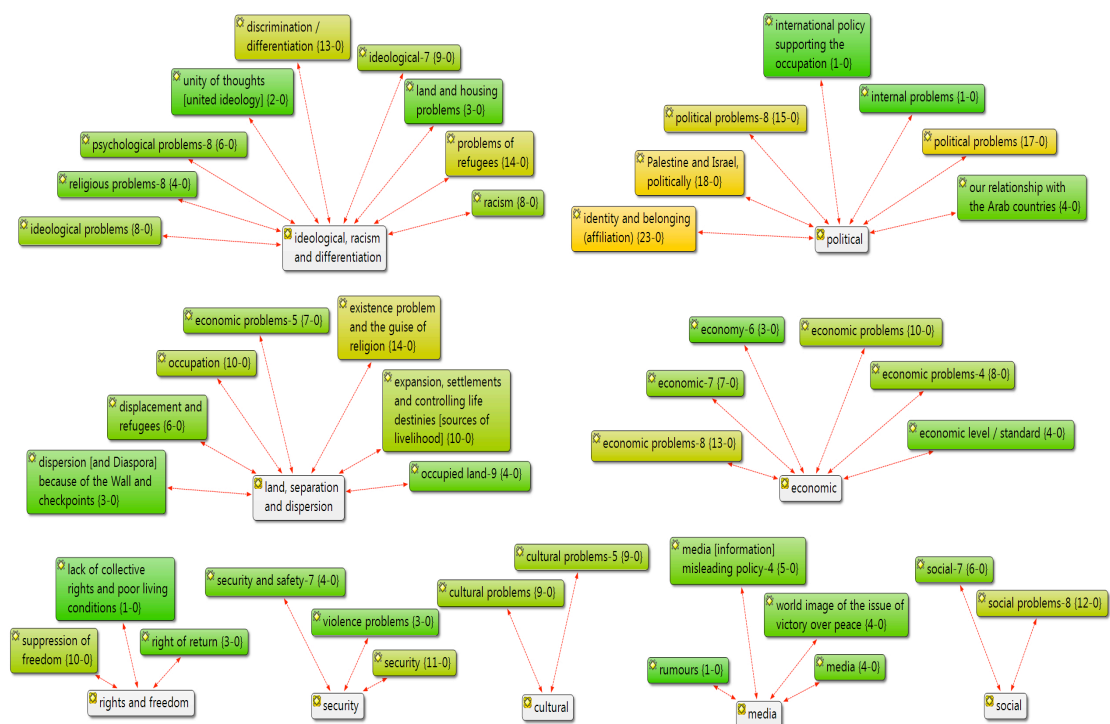 discrimination /
differentiation {13-0}
ideological-7 {9-0}
unity of thoughts
[united ideology] {2-0}
land and housing
problems {3-0}
psychological problems-8 {6-0}
problems of
refugees {14-0}
religious problems-8 {4-0}
racism {8-0}
ideological problems {8-0}
ideological, racism
and differentiation
international policy
supporting the
occupation {1-0}
internal problems {1-0}
political problems-8 {15-0}
political problems {17-0}
Palestine and Israel,
politically {18-0}
our relationship with
the Arab countries {4-0}
identity and belonging
(affiliation) {23-0}
political
economic problems-5 {7-0}
existence problem
and the guise of
religion {14-0}
occupation {10-0}
expansion, settlements
and controlling life
destinies [sources of
livelihood] {10-0}
displacement and
refugees {6-0}
dispersion [and Diaspora]
because of the Wall and
checkpoints {3-0}
occupied land-9 {4-0}
land, separation
and dispersion
economy-6 {3-0}
economic problems {10-0}
economic-7 {7-0}
economic problems-4 {8-0}
economic problems-8 {13-0}
economic level / standard {4-0}
economic
lack of collective
rights and poor living
conditions {1-0}
suppression of
freedom {10-0}
right of return {3-0}
rights and freedom
security and safety-7 {4-0}
violence problems {3-0}
security {11-0}
security
cultural problems-5 {9-0}
cultural problems {9-0}
cultural
media [information]
misleading policy-4 {5-0}
world image of the issue of
victory over peace {4-0}
rumours {1-0}
media {4-0}
media
social-7 {6-0}
social problems-8 {12-0}
social